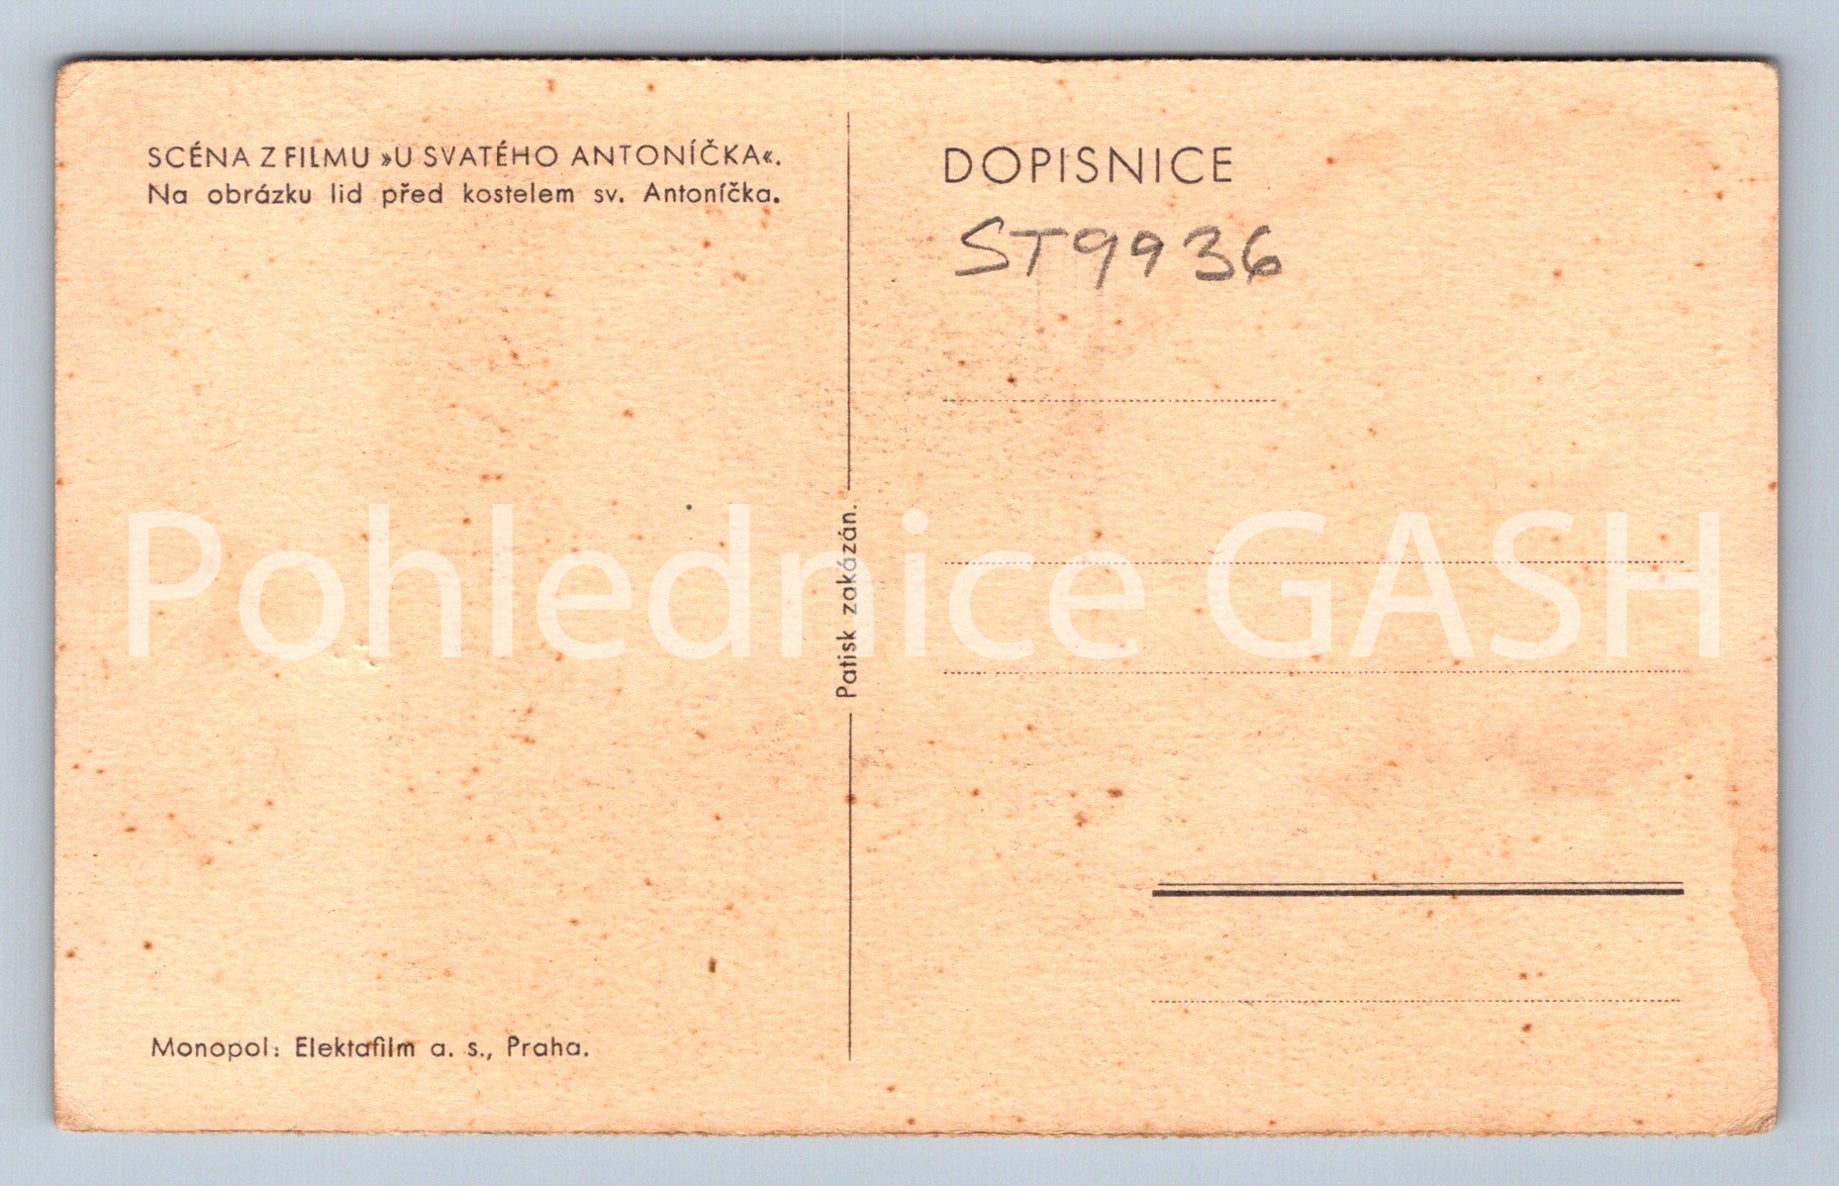 SCÉNA Z FILMU »U SVATÉHO ANTONÍČKA«.
Na obrázku lid před kostelem sv. Antoníčka.
Monopol: Elektafilm a. s., Praha.
Patisk zakázán.
DOPISNICE
ST9936
Pohlednice GASH